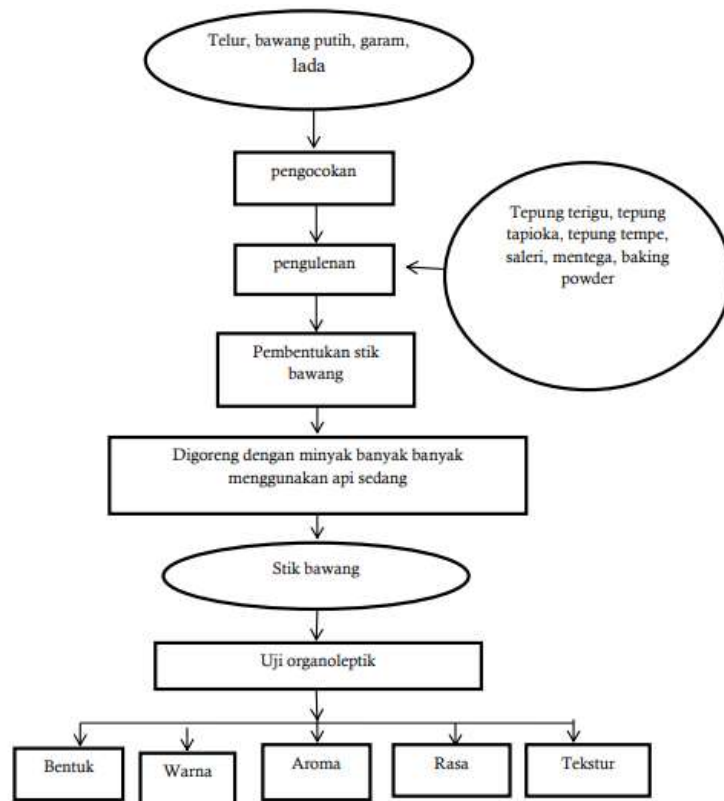 Telur, bawang putih, garam,
lada
pengocokan
Tepung terigu, tepung
tapioka, tepung tempe,
saleri, mentega, baking
powder
pengulenan
Pembentukan stik
bawang
Digoreng dengan minyak banyak banyak
menggunakan api sedang
Stik bawang
Uji organoleptik
Bentuk
Warna
Aroma
Rasa
Tekstur